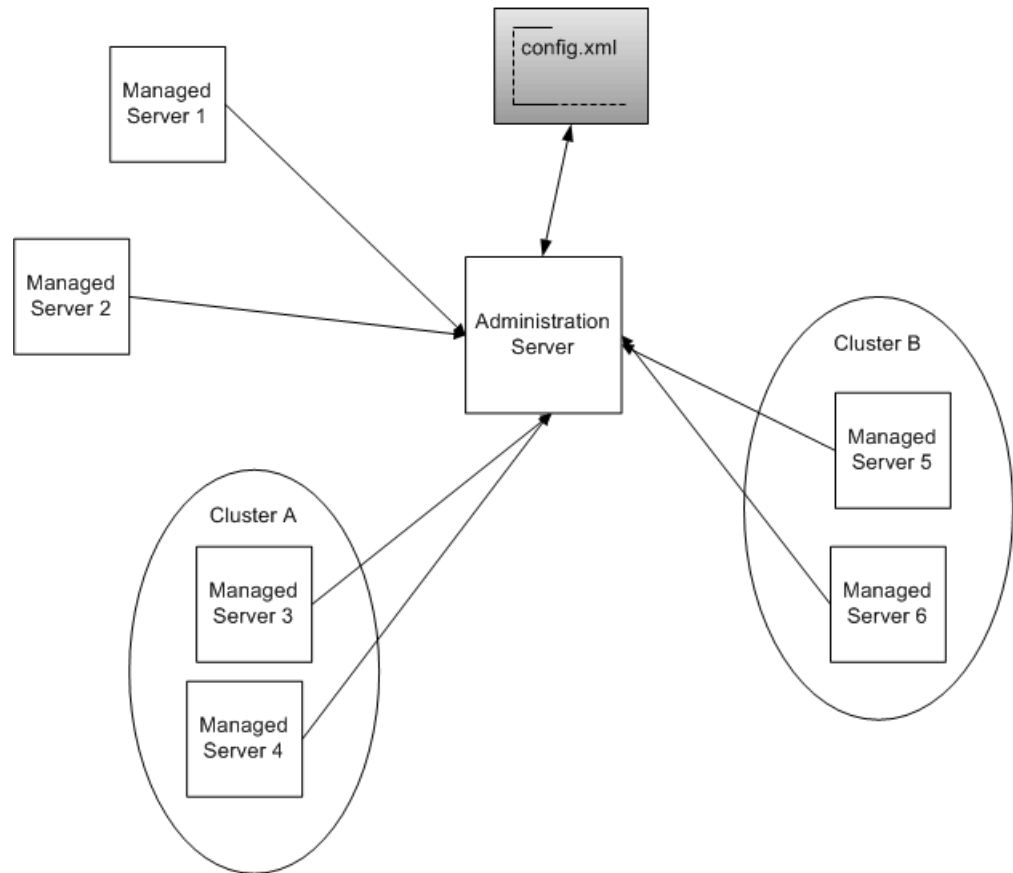 config.xml
Managed
Server 1
Managed
Server 2
Administration
Server
Cluster B
Managed
Server 5
Managed
Server 6
Cluster A
Managed
Server 3
Managed
Server 4